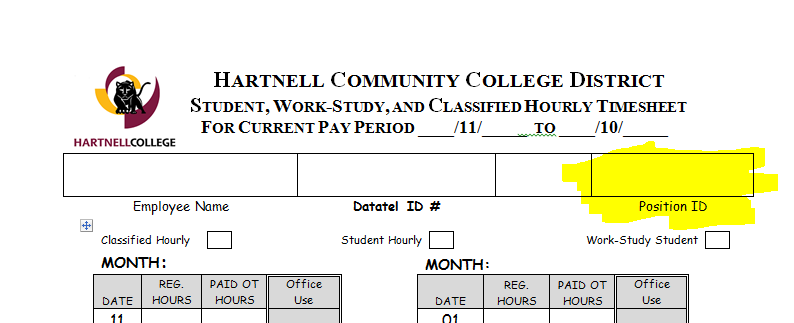 HARTNELL COMMUNITY COLLEGE DISTRICT
STUDENT, WORK-STUDY, AND CLASSIFIED HOURLY TIMESHEET
FOR CURRENT PAY PERIOD ____/11/_____ TO ____/10/_____
HARTNELLCOLLEGE
Employee Name Datatel ID # Position ID
Classified Hourly Student Hourly Work-Study Student
MONTH: MONTH:
DATE REG. HOURS PAID OT HOURS Office Use DATE REG. HOURS PAID OT HOURS Office Use
11 01